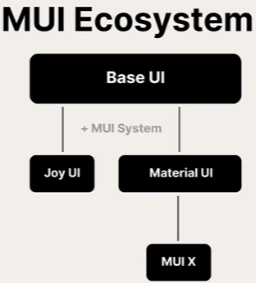 MUI Ecosystem
Base UI
+ MUI System
Joy UI
Material UI
MUI X